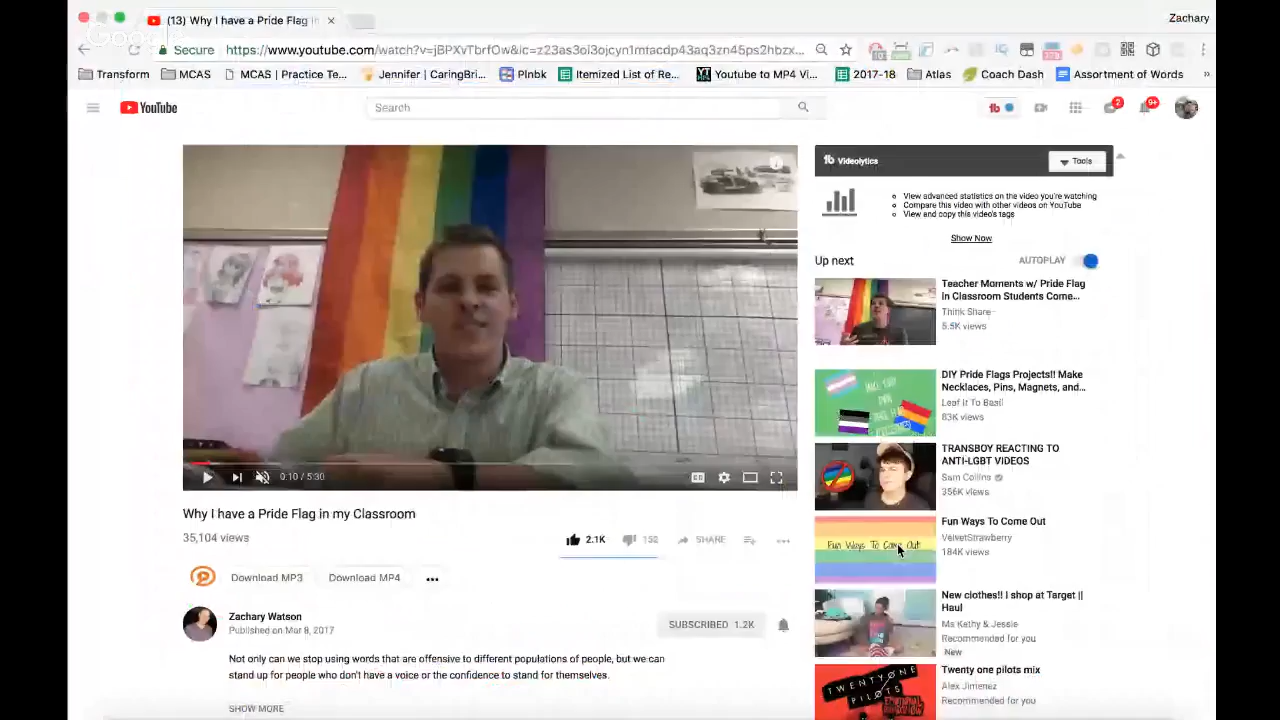 (13) Why I have a Pride Flag in
Zachary
Google
Secure
https://www.youtube.com/watch?v=jBPXvTbrfOw&lc=z23as3oi3ojcyn1mtacdp43aq3zn45ps2hbzx...
Transform
MCAS
MCAS | Practice Te...
Jennifer | CaringBri...
PInbk
Itemized List of Re...
Youtube to MP4 Vi...
2017-18
Atlas
Coach Dash
Assortment of Words
»
YouTube
Search
2
9+
Videolytics
Tools
View advanced statistics on the video you're watching
Compare this video with other videos on YouTube
View and copy this video's tags
Show Now
Up next
AUTOPLAY
Teacher Moments w/ Pride Flag
in Classroom Students Come...
Think Share
5.5K views
DIY Pride Flags Projects!! Make
Necklaces, Pins, Magnets, and...
Leaf It To Basil
83K views
TRANSBOY REACTING TO
ANTI-LGBT VIDEOS
Sam Collins
356K views
Fun Ways To Come Out
Fun Ways To Come Out
VelvetStrawberry
184K views
New clothes!! I shop at Target ||
Haul
Ms Kathy & Jessie
Recommended for you
New
TWENTY ONE
PILOTS
Twenty one pilots mix
Alex Jimenez
Recommended for you
0:10 / 5:30
Why I have a Pride Flag in my Classroom
35,104 views
2.1K
SHARE
Download MP3
Download MP4
Zachary Watson
Published on Mar 8, 2017
SUBSCRIBED 1.2K
Not only can we stop using words that are offensive to different populations of people, but we can
stand up for people who don't have a voice or the confidence to stand for themselves.
SHOW MORE